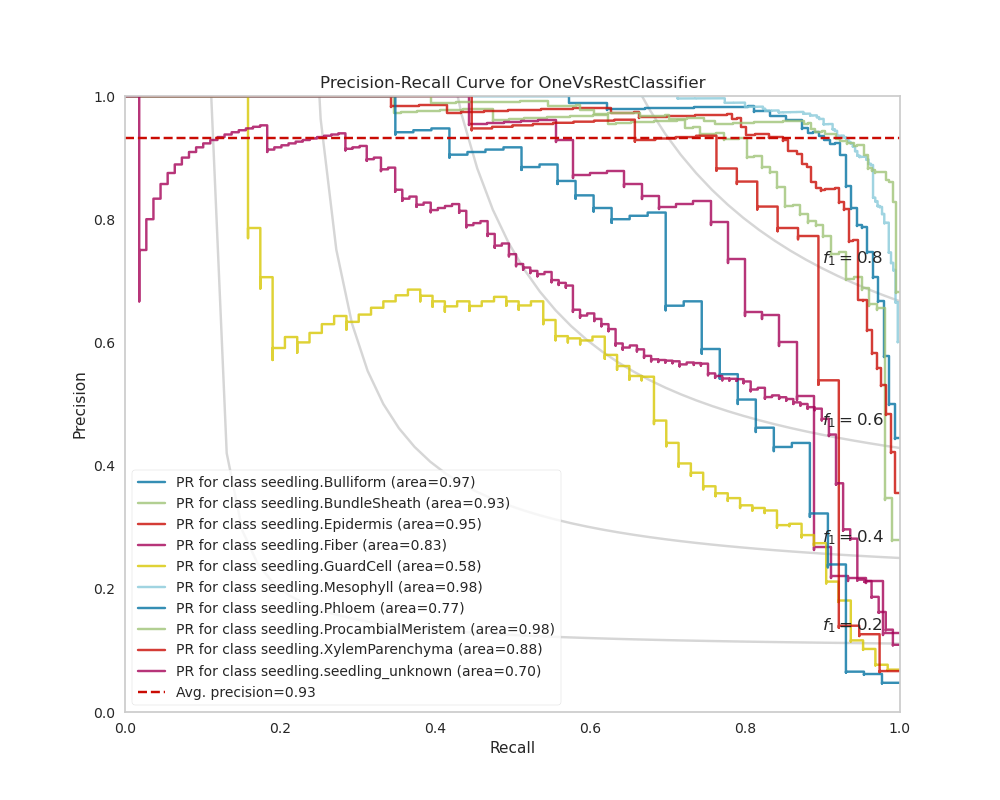 Precision-Recall Curve for OneVsRestClassifier
1.0
0.8
0.6
0.4
0.2
0.0
Precision
f1 = 0.8
f1 = 0.6
f1 = 0.4
f1 = 0.2
PR for class seedling.Bulliform (area=0.97)
PR for class seedling.BundleSheath (area=0.93)
PR for class seedling.Epidermis (area=0.95)
PR for class seedling.Fiber (area=0.83)
PR for class seedling.GuardCell (area=0.58)
PR for class seedling.Mesophyll (area=0.98)
PR for class seedling.Phloem (area=0.77)
PR for class seedling.ProcambialMeristem (area=0.98)
PR for class seedling.XylemParenchyma (area=0.88)
PR for class seedling.seedling_unknown (area=0.70)
Avg. precision=0.93
0.0 0.2 0.4 0.6 0.8 1.0
Recall